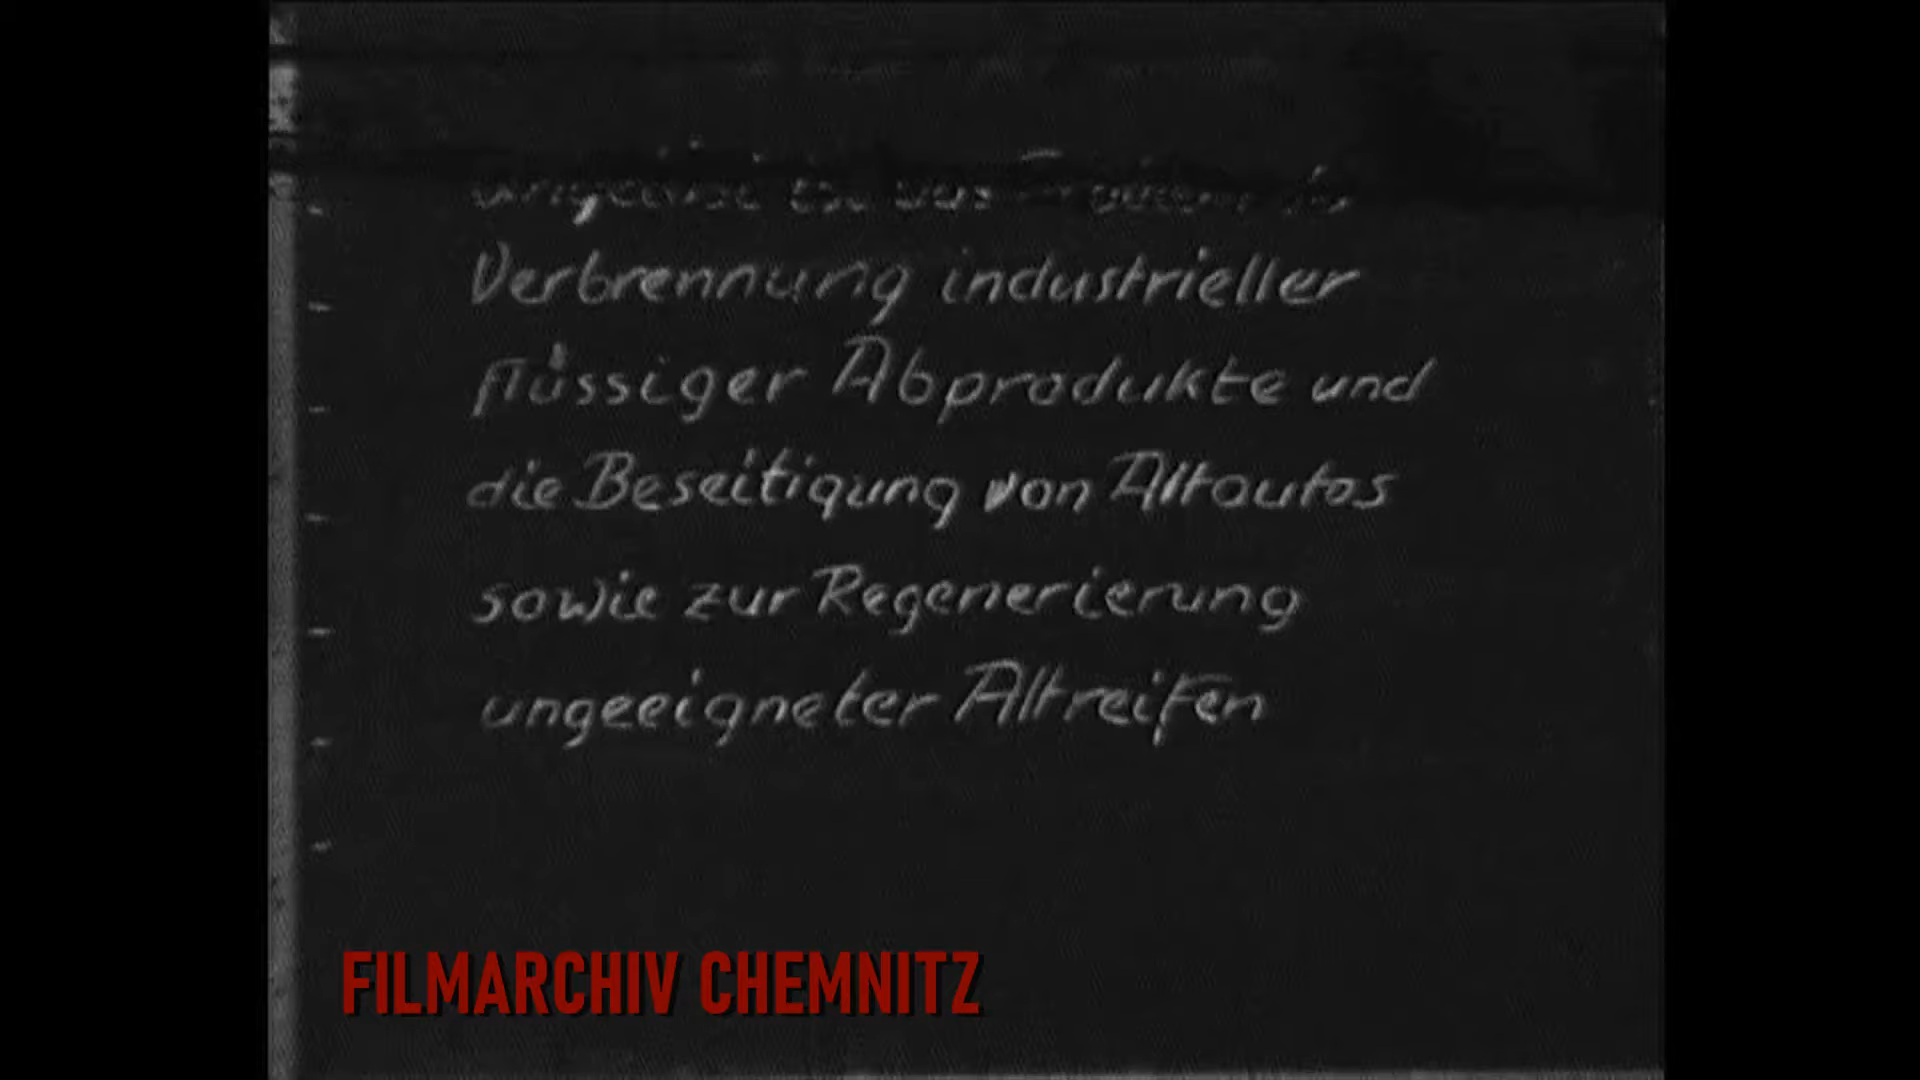 Verbrennung industrieller
flüssiger Abprodukte und
die Beseitigung von Altautos
sowie zur Regenerierung
ungeeigneter Altreifen
FILMARCHIV CHEMNITZ